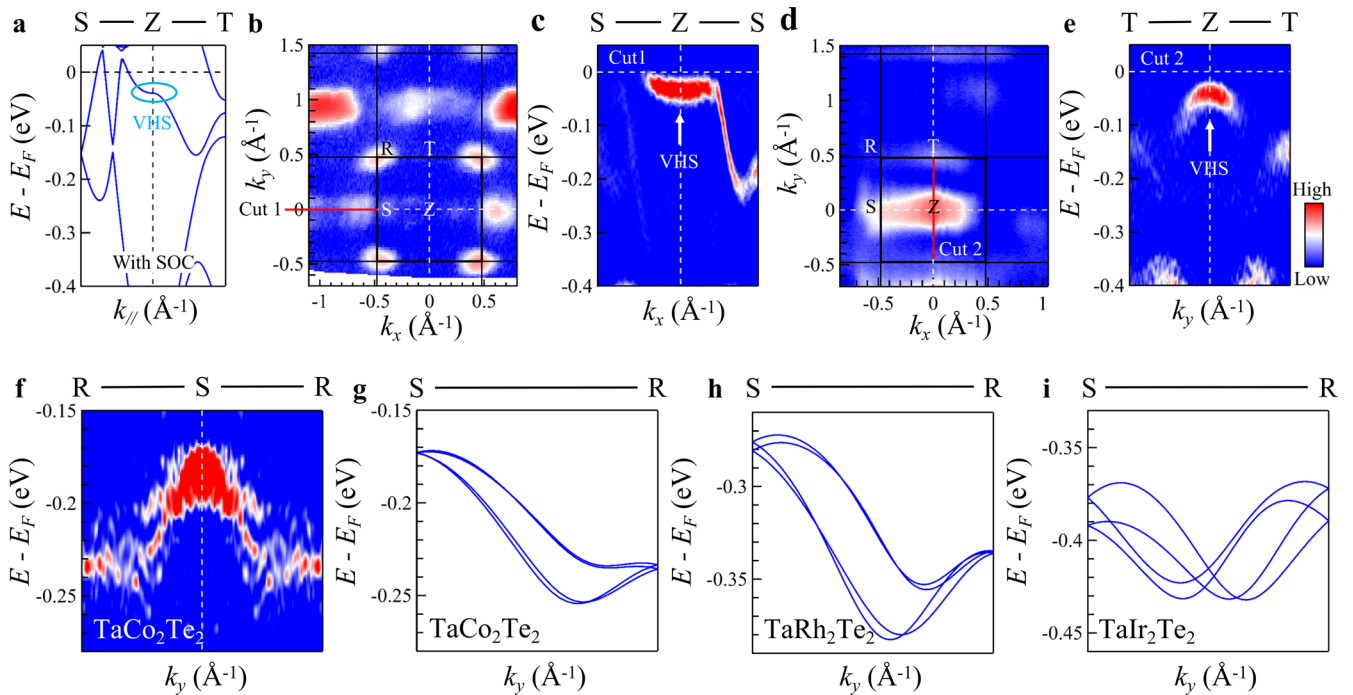 a S — Z — T
E - E_F (eV)
0
-0.1
-0.2
-0.3
-0.4
VHS
With SOC
k_// (Å⁻¹)
b
1.5
1
0.5
0
-0.5
k_y (Å⁻¹)
R T
Cut 1
S Z
-1 -0.5 0 0.5
k_x (Å⁻¹)
c S — Z — S
E - E_F (eV)
0
-0.1
-0.2
-0.3
-0.4
Cut1
VHS
k_x (Å⁻¹)
d
1.5
1
0.5
0
-0.5
k_y (Å⁻¹)
R T
S Z
Cut 2
-0.5 0 0.5 1
k_x (Å⁻¹)
e T — Z — T
E - E_F (eV)
0
-0.1
-0.2
-0.3
-0.4
Cut 2
VHS
k_y (Å⁻¹)
High
Low
f R — S — R
E - E_F (eV)
-0.15
-0.2
-0.25
TaCo₂Te₂
k_y (Å⁻¹)
g S — R
E - E_F (eV)
-0.15
-0.2
-0.25
TaCo₂Te₂
k_y (Å⁻¹)
h S — R
E - E_F (eV)
-0.3
-0.35
TaRh₂Te₂
k_y (Å⁻¹)
i S — R
E - E_F (eV)
-0.35
-0.4
-0.45
TaIr₂Te₂
k_y (Å⁻¹)